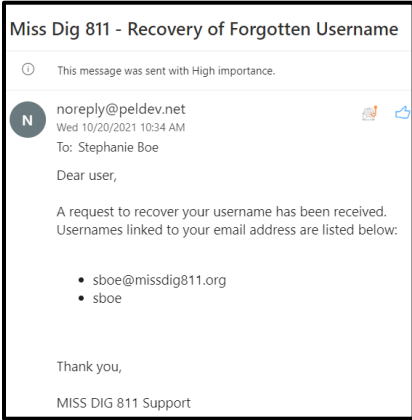 Miss Dig 811 - Recovery of Forgotten Username
This message was sent with High importance.
N
noreply@peldev.net
Wed 10/20/2021 10:34 AM
To: Stephanie Boe
Dear user,
A request to recover your username has been received.
Usernames linked to your email address are listed below:
• sboe@missdig811.org
• sboe
Thank you,
MISS DIG 811 Support